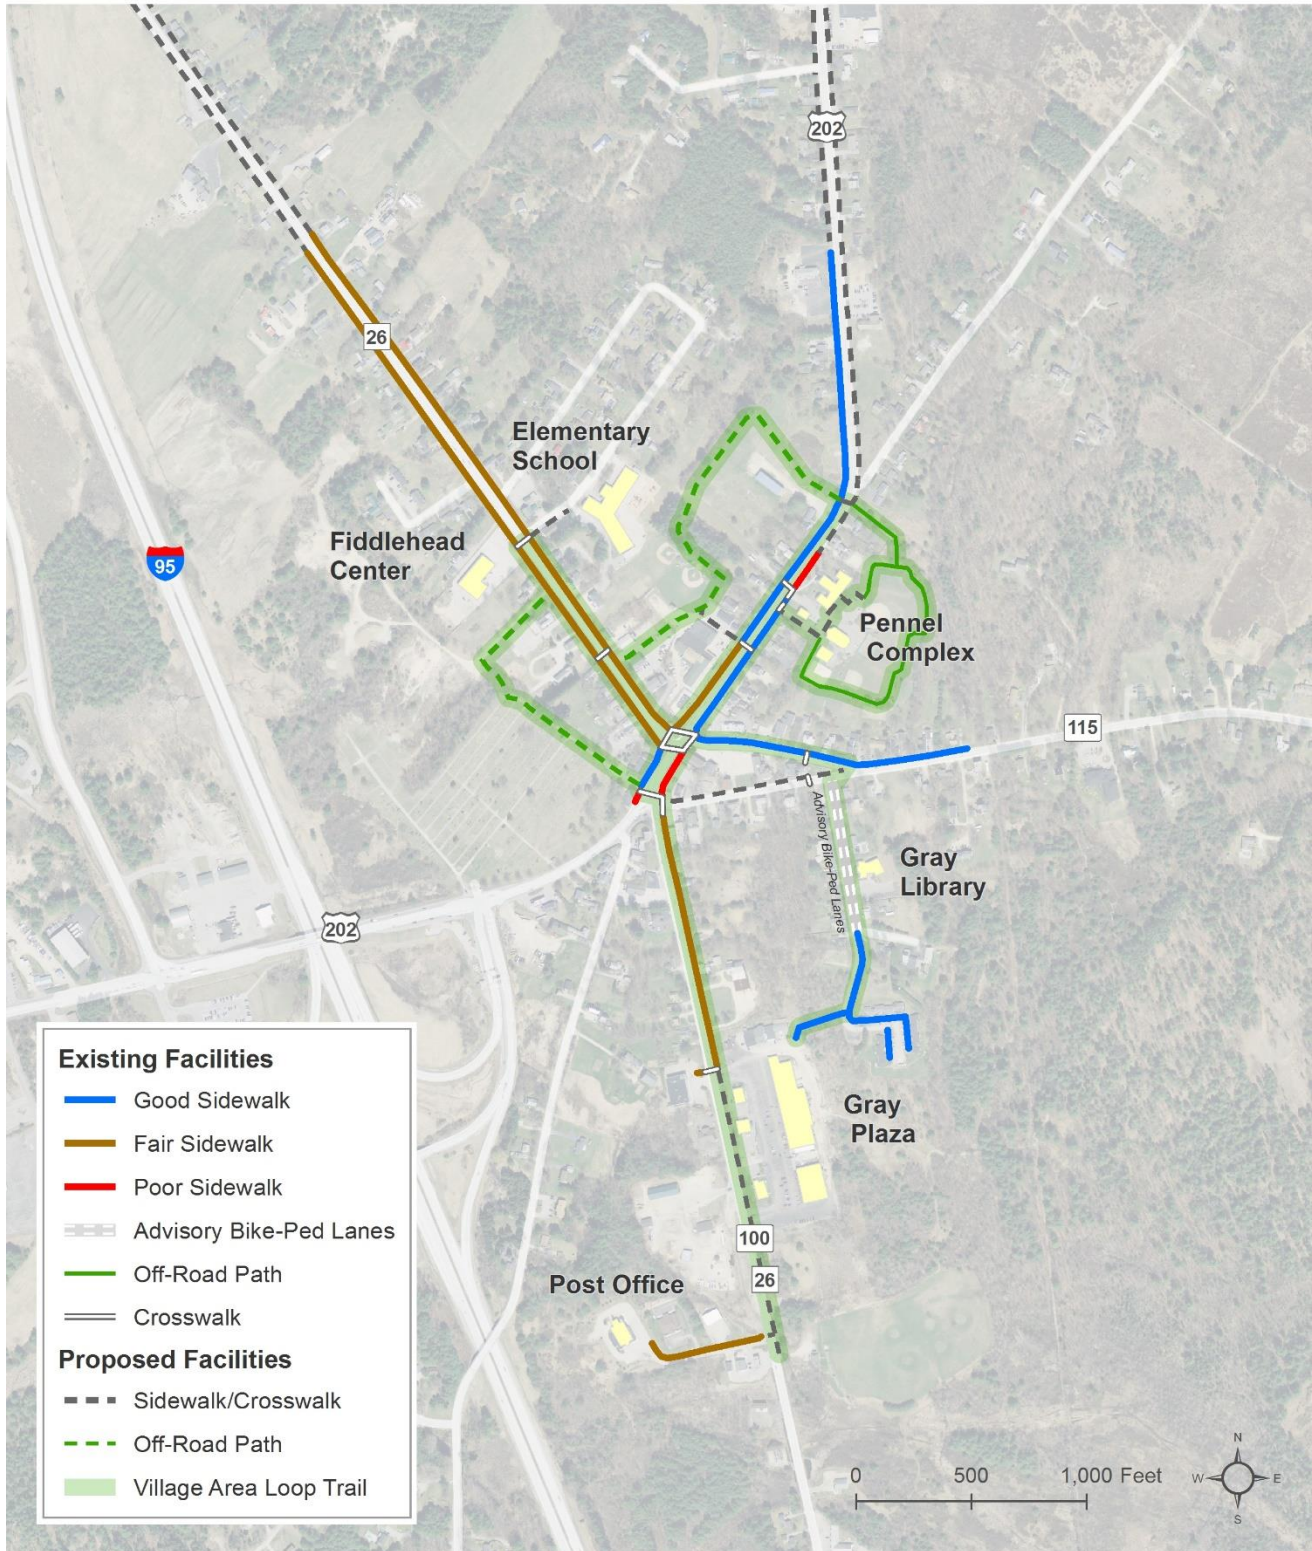 202
26
Elementary
School
Fiddlehead
Center
95
Pennel
Complex
115
Advisory Bike-Ped Lanes
Gray
Library
202
Gray
Plaza
100
26
Post Office
Existing Facilities
Good Sidewalk
Fair Sidewalk
Poor Sidewalk
Advisory Bike-Ped Lanes
Off-Road Path
Crosswalk
Proposed Facilities
Sidewalk/Crosswalk
Off-Road Path
Village Area Loop Trail
0 500 1,000 Feet
N
W E
S